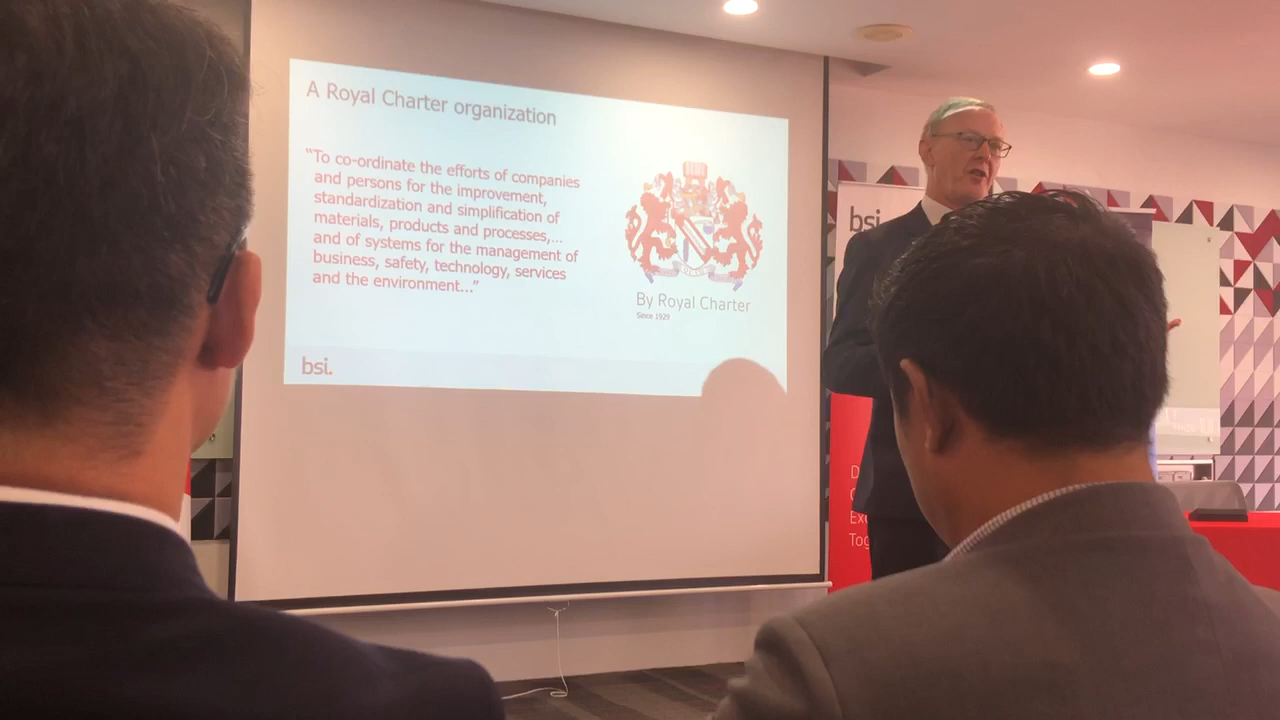 A Royal Charter organization
“To co-ordinate the efforts of companies
and persons for the improvement,
standardization and simplification of
materials, products and processes,...
and of systems for the management of
business, safety, technology, services
and the environment...”
By Royal Charter
Since 1929
bsi.
bsi.